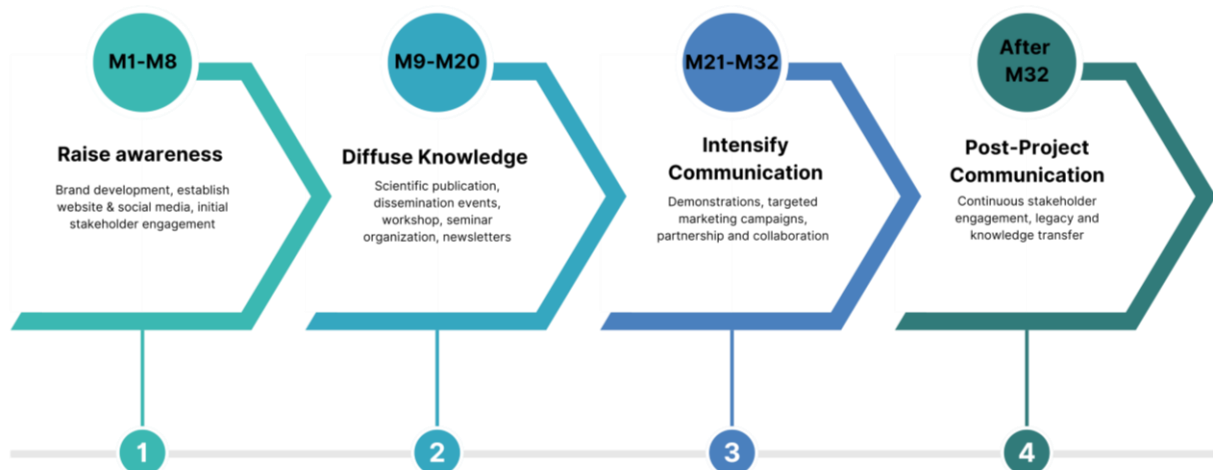 M1-M8
Raise awareness
Brand development, establish
website & social media, initial
stakeholder engagement
1
M9-M20
Diffuse Knowledge
Scientific publication,
dissemination events,
workshop, seminar
organization, newsletters
2
M21-M32
Intensify
Communication
Demonstrations, targeted
marketing campaigns,
partnership and collaboration
3
After
M32
Post-Project
Communication
Continuous stakeholder
engagement, legacy and
knowledge transfer
4